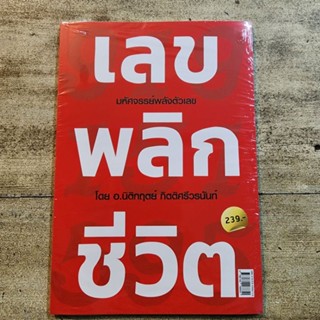 เลข
มหัศจรรย์พลังตัวเลข
พลิก
โดย อ.นิติกฤตย์ กิตติศรีวรนันท์
239.-
ชีวิต